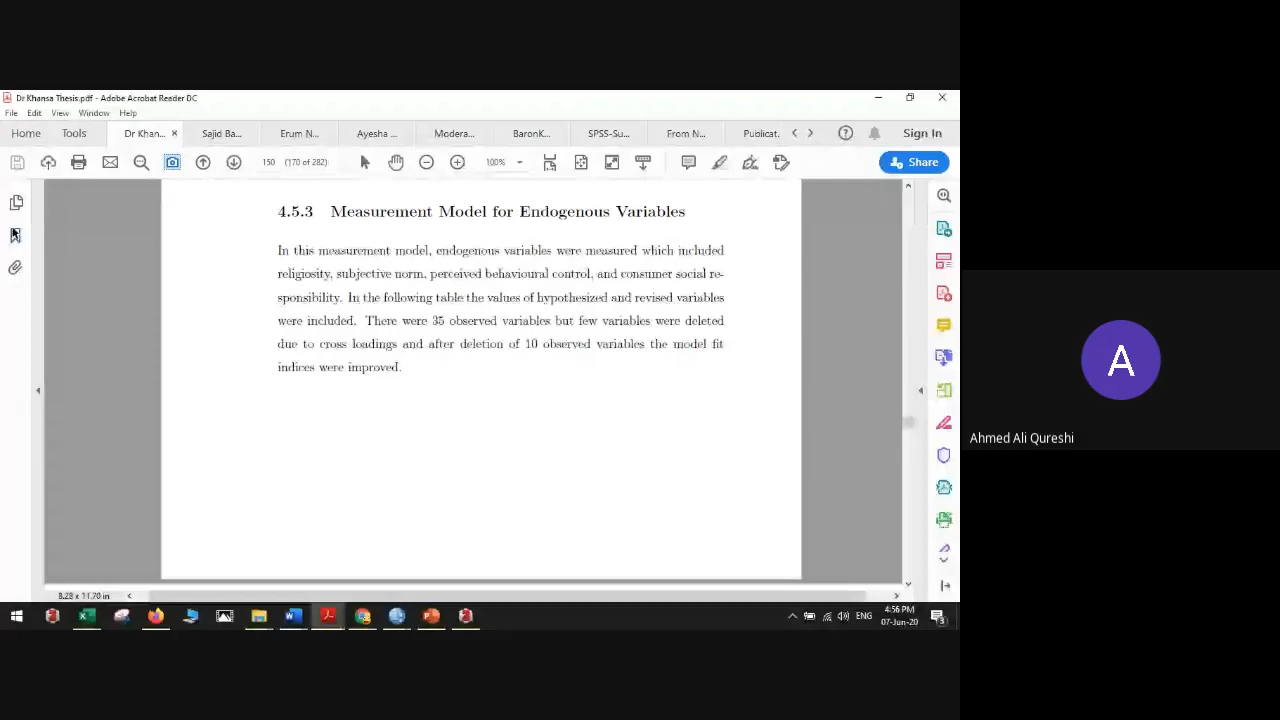 Dr Khansa Thesis.pdf - Adobe Acrobat Reader DC
File Edit View Window Help
Home Tools Dr Khan... Sajid Ba... Erum N... Ayesha ... Modera... BaronK... SPSS-Su... From N... Publicat. Sign In
150 (170 of 282) 100% Share
4.5.3 Measurement Model for Endogenous Variables
In this measurement model, endogenous variables were measured which included
religiosity, subjective norm, perceived behavioural control, and consumer social re-
sponsibility. In the following table the values of hypothesized and revised variables
were included. There were 35 observed variables but few variables were deleted
due to cross loadings and after deletion of 10 observed variables the model fit
indices were improved.
A
Ahmed Ali Qureshi
8.28 x 11.70 in
ENG
4:56 PM
07-Jun-20
3